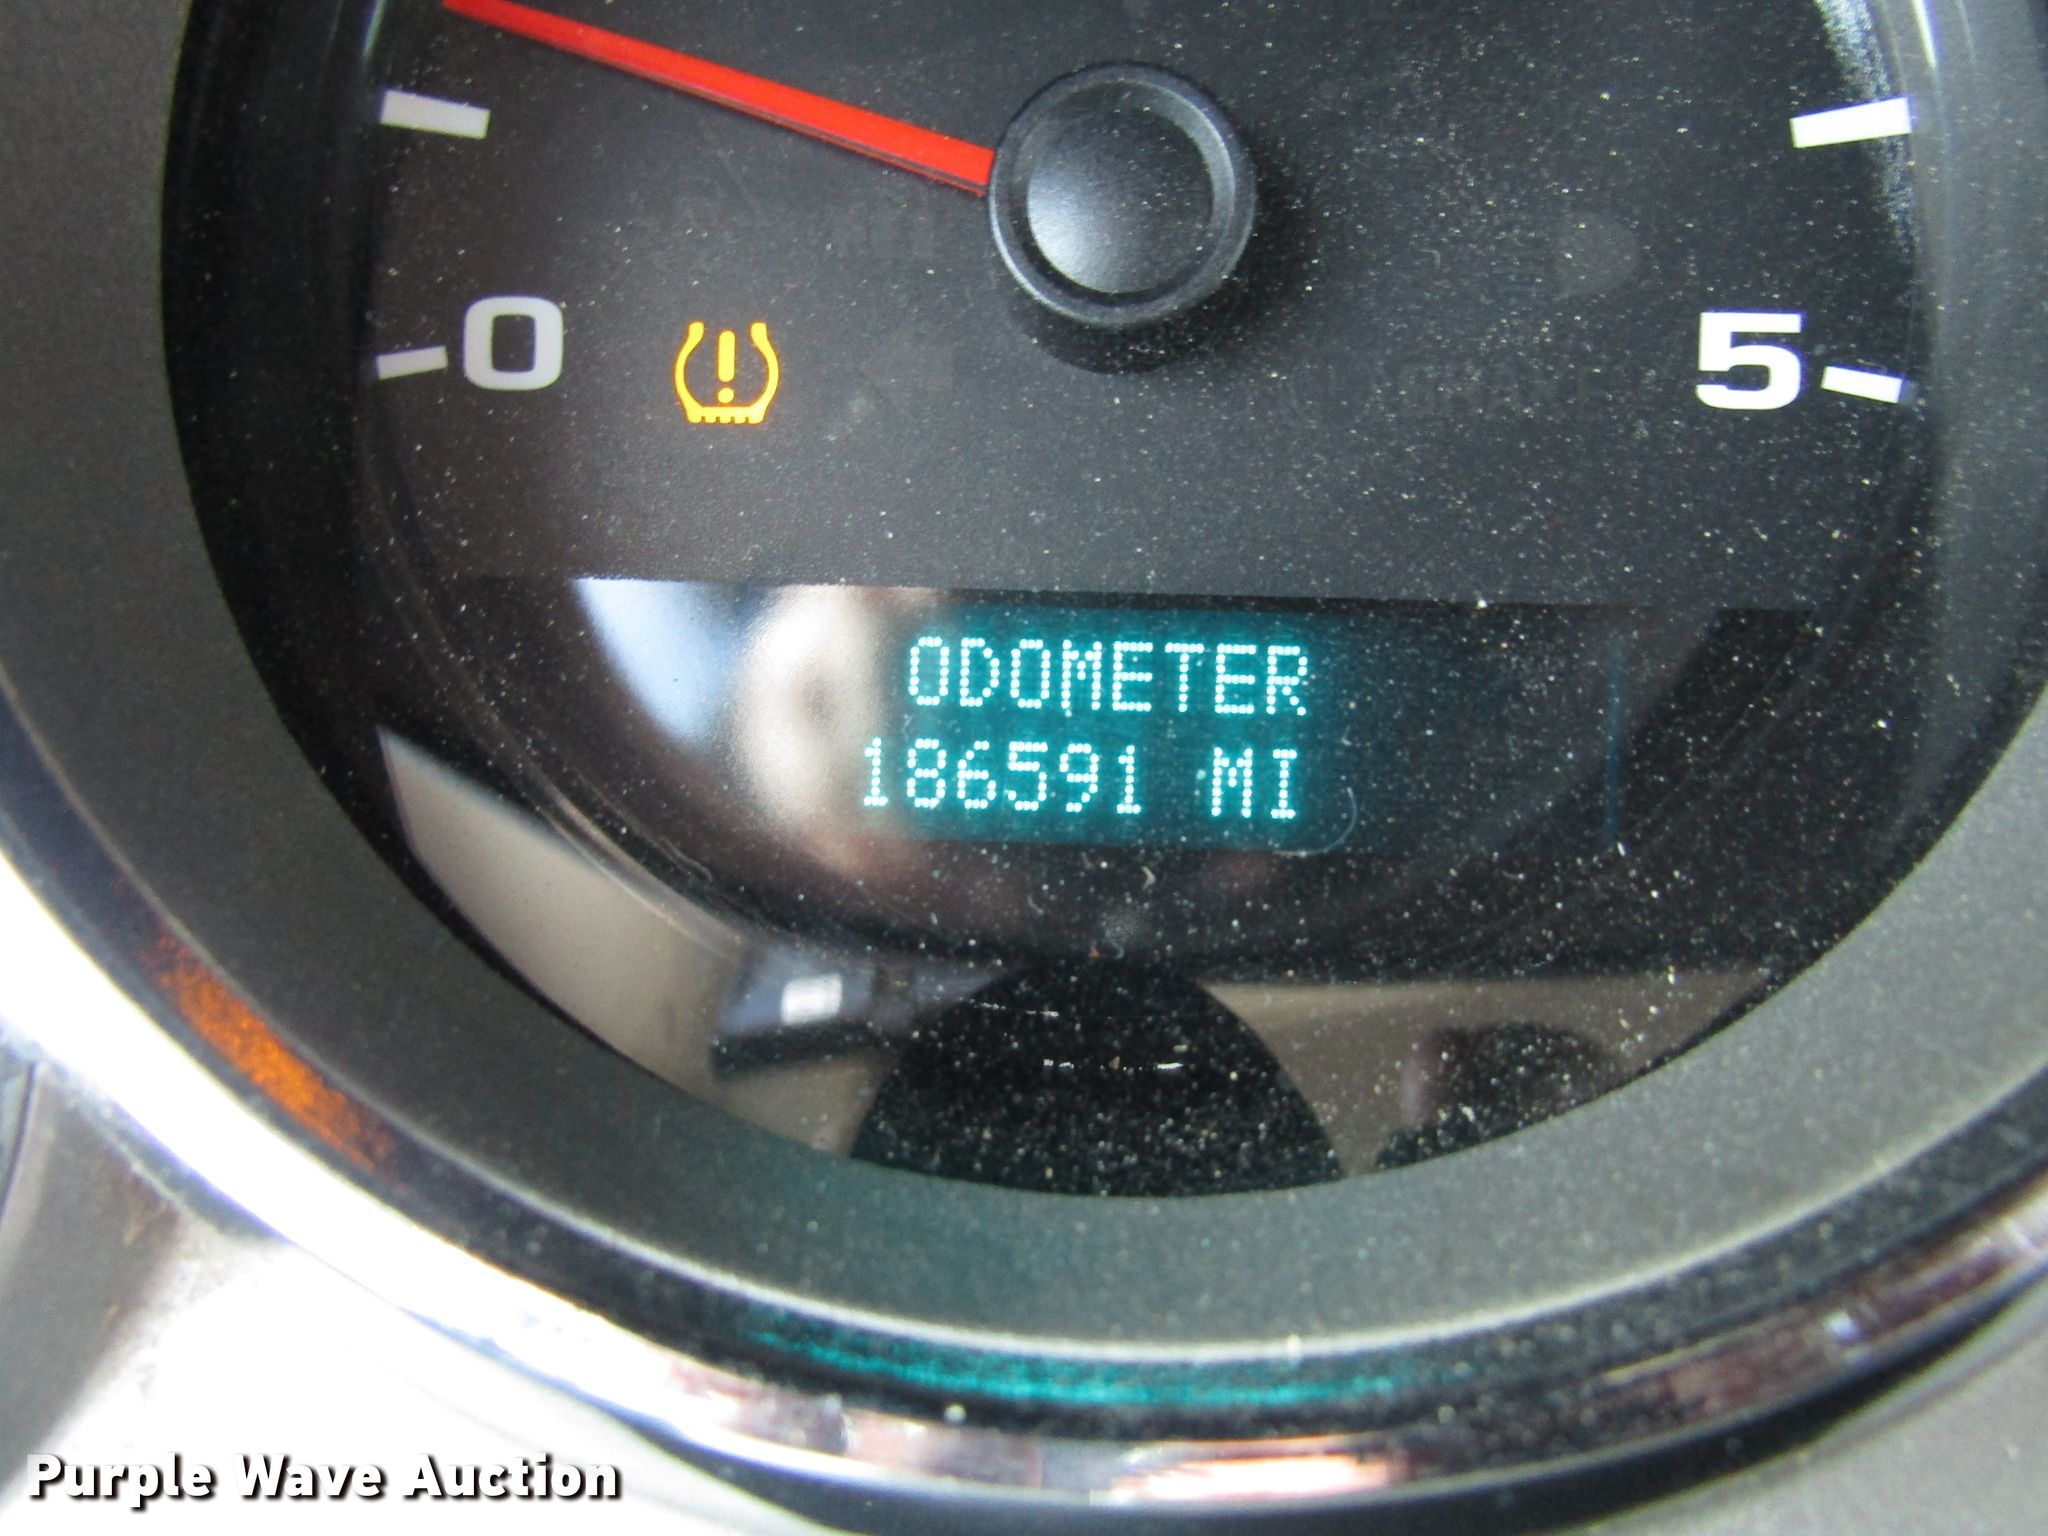 0
5
ODOMETER
186591 MI
Purple Wave Auction